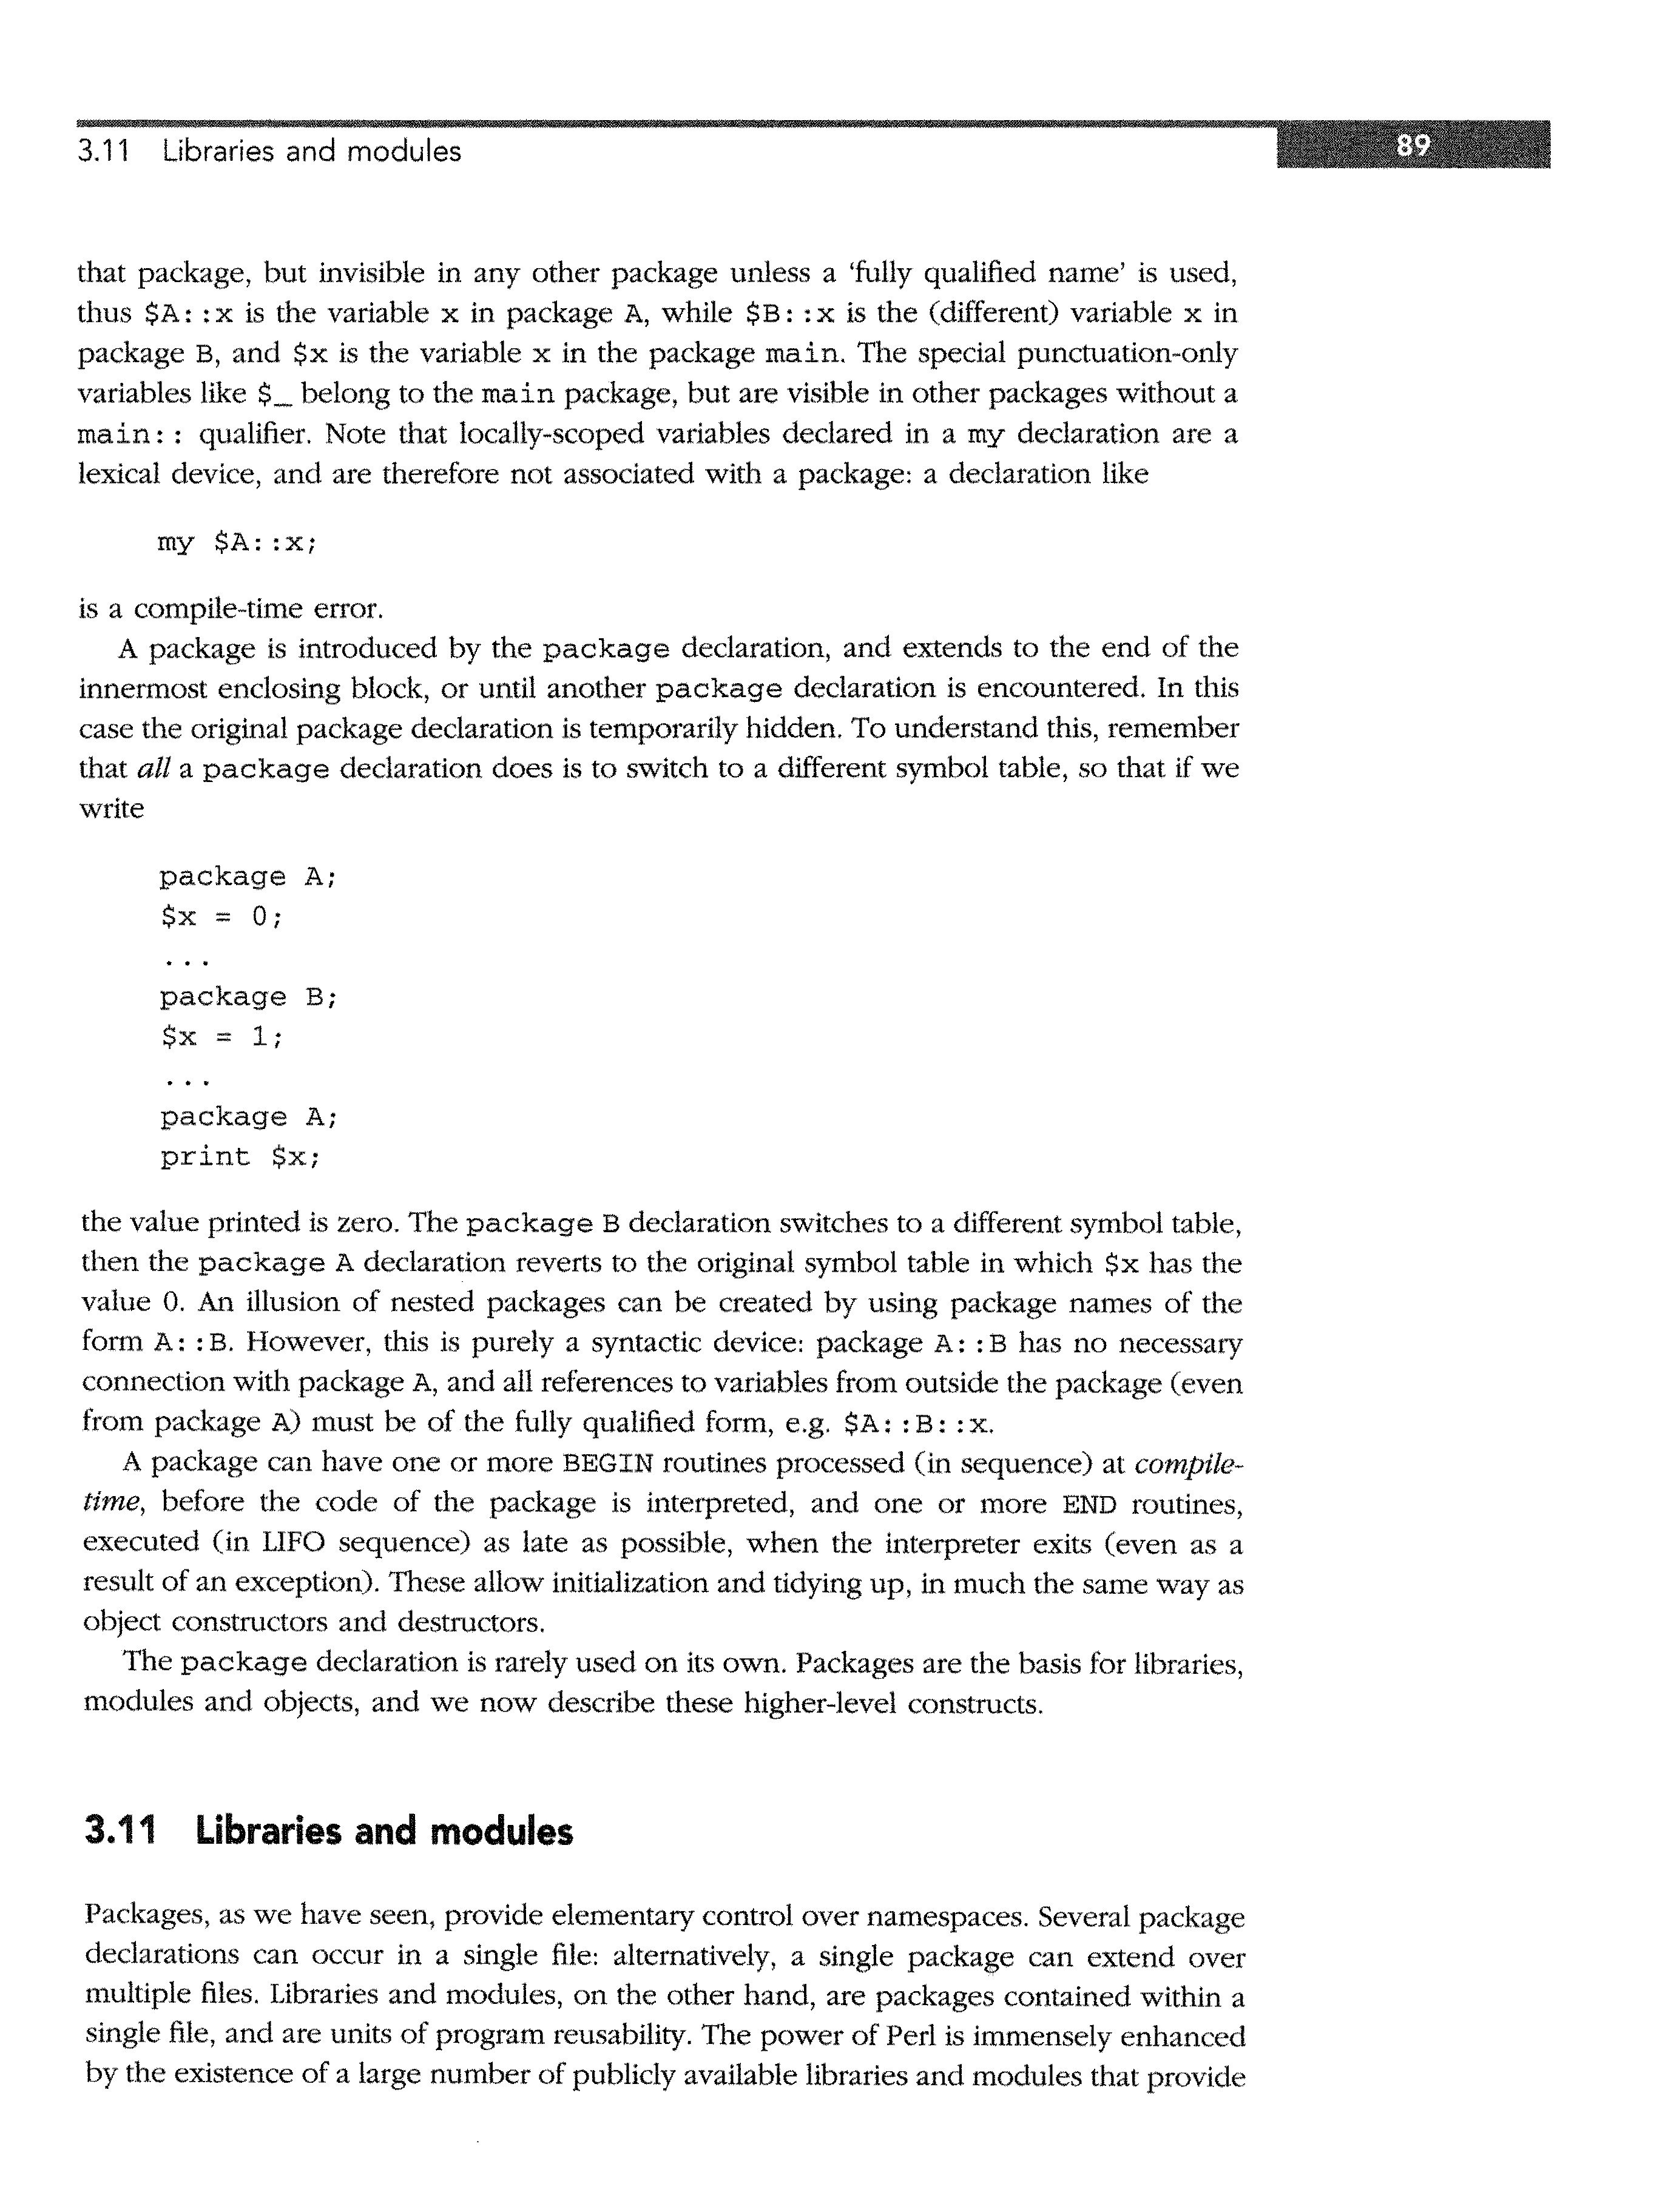 3.11 Libraries and modules
89
that package, but invisible in any other package unless a ‘fully qualified name’ is used,
thus $A::x is the variable x in package A, while $B::x is the (different) variable x in
package B, and $x is the variable x in the package main. The special punctuation-only
variables like $_ belong to the main package, but are visible in other packages without a
main:: qualifier. Note that locally-scoped variables declared in a my declaration are a
lexical device, and are therefore not associated with a package: a declaration like
my $A::x;
is a compile-time error.
A package is introduced by the package declaration, and extends to the end of the
innermost enclosing block, or until another package declaration is encountered. In this
case the original package declaration is temporarily hidden. To understand this, remember
that all a package declaration does is to switch to a different symbol table, so that if we
write
package A;
$x = 0;
...
package B;
$x = 1;
...
package A;
print $x;
the value printed is zero. The package B declaration switches to a different symbol table,
then the package A declaration reverts to the original symbol table in which $x has the
value 0. An illusion of nested packages can be created by using package names of the
form A::B. However, this is purely a syntactic device: package A::B has no necessary
connection with package A, and all references to variables from outside the package (even
from package A) must be of the fully qualified form, e.g. $A::B::x.
A package can have one or more BEGIN routines processed (in sequence) at compile-
time, before the code of the package is interpreted, and one or more END routines,
executed (in LIFO sequence) as late as possible, when the interpreter exits (even as a
result of an exception). These allow initialization and tidying up, in much the same way as
object constructors and destructors.
The package declaration is rarely used on its own. Packages are the basis for libraries,
modules and objects, and we now describe these higher-level constructs.
3.11 Libraries and modules
Packages, as we have seen, provide elementary control over namespaces. Several package
declarations can occur in a single file: alternatively, a single package can extend over
multiple files. Libraries and modules, on the other hand, are packages contained within a
single file, and are units of program reusability. The power of Perl is immensely enhanced
by the existence of a large number of publicly available libraries and modules that provide